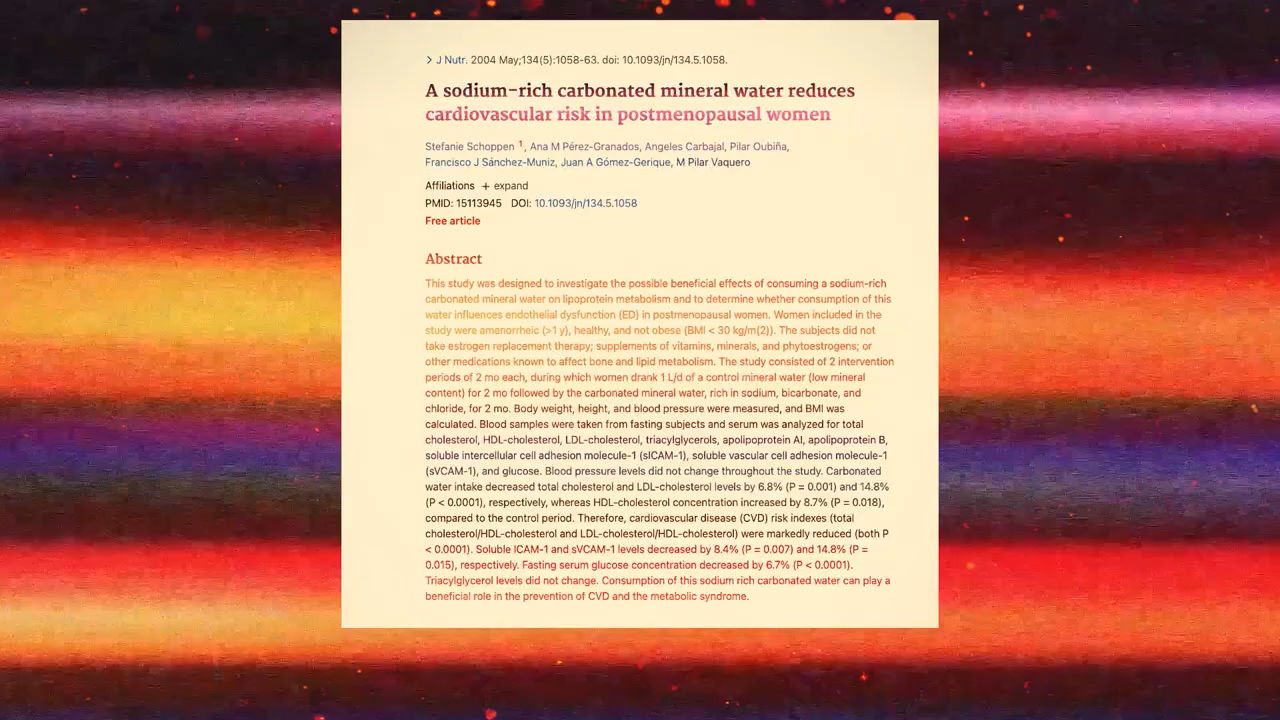 > J Nutr. 2004 May;134(5):1058-63. doi: 10.1093/jn/134.5.1058.
A sodium-rich carbonated mineral water reduces
cardiovascular risk in postmenopausal women
Stefanie Schoppen 1, Ana M Pérez-Granados, Angeles Carbajal, Pilar Oubiña,
Francisco J Sánchez-Muniz, Juan A Gómez-Gerique, M Pilar Vaquero
Affiliations + expand
PMID: 15113945 DOI: 10.1093/jn/134.5.1058
Free article
Abstract
This study was designed to investigate the possible beneficial effects of consuming a sodium-rich
carbonated mineral water on lipoprotein metabolism and to determine whether consumption of this
water influences endothelial dysfunction (ED) in postmenopausal women. Women included in the
study were amenorrheic (>1 y), healthy, and not obese (BMI < 30 kg/m(2)). The subjects did not
take estrogen replacement therapy; supplements of vitamins, minerals, and phytoestrogens; or
other medications known to affect bone and lipid metabolism. The study consisted of 2 intervention
periods of 2 mo each, during which women drank 1 L/d of a control mineral water (low mineral
content) for 2 mo followed by the carbonated mineral water, rich in sodium, bicarbonate, and
chloride, for 2 mo. Body weight, height, and blood pressure were measured, and BMI was
calculated. Blood samples were taken from fasting subjects and serum was analyzed for total
cholesterol, HDL-cholesterol, LDL-cholesterol, triacylglycerols, apolipoprotein AI, apolipoprotein B,
soluble intercellular cell adhesion molecule-1 (sICAM-1), soluble vascular cell adhesion molecule-1
(sVCAM-1), and glucose. Blood pressure levels did not change throughout the study. Carbonated
water intake decreased total cholesterol and LDL-cholesterol levels by 6.8% (P = 0.001) and 14.8%
(P < 0.0001), respectively, whereas HDL-cholesterol concentration increased by 8.7% (P = 0.018),
compared to the control period. Therefore, cardiovascular disease (CVD) risk indexes (total
cholesterol/HDL-cholesterol and LDL-cholesterol/HDL-cholesterol) were markedly reduced (both P
< 0.0001). Soluble ICAM-1 and sVCAM-1 levels decreased by 8.4% (P = 0.007) and 14.8% (P =
0.015), respectively. Fasting serum glucose concentration decreased by 6.7% (P < 0.0001).
Triacylglycerol levels did not change. Consumption of this sodium rich carbonated water can play a
beneficial role in the prevention of CVD and the metabolic syndrome.